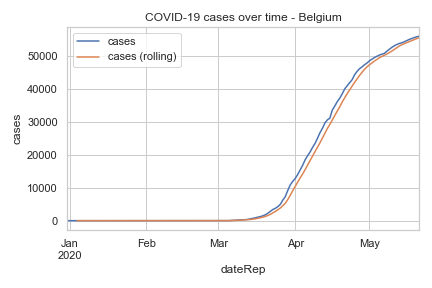 COVID-19 cases over time - Belgium
cases
cases (rolling)
50000
40000
30000
20000
10000
0
cases
Jan Feb Mar Apr May
2020
dateRep